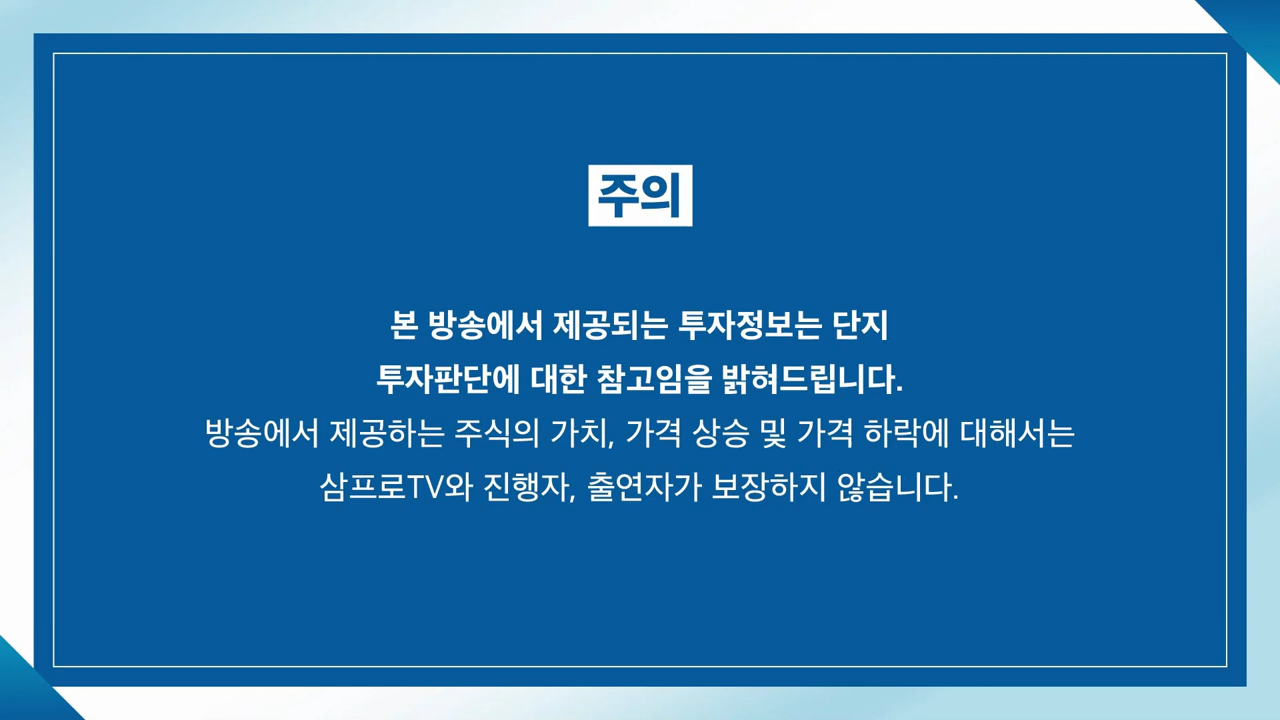 주의
본 방송에서 제공되는 투자정보는 단지
투자판단에 대한 참고임을 밝혀드립니다.
방송에서 제공하는 주식의 가치, 가격 상승 및 가격 하락에 대해서는
삼프로TV와 진행자, 출연자가 보장하지 않습니다.